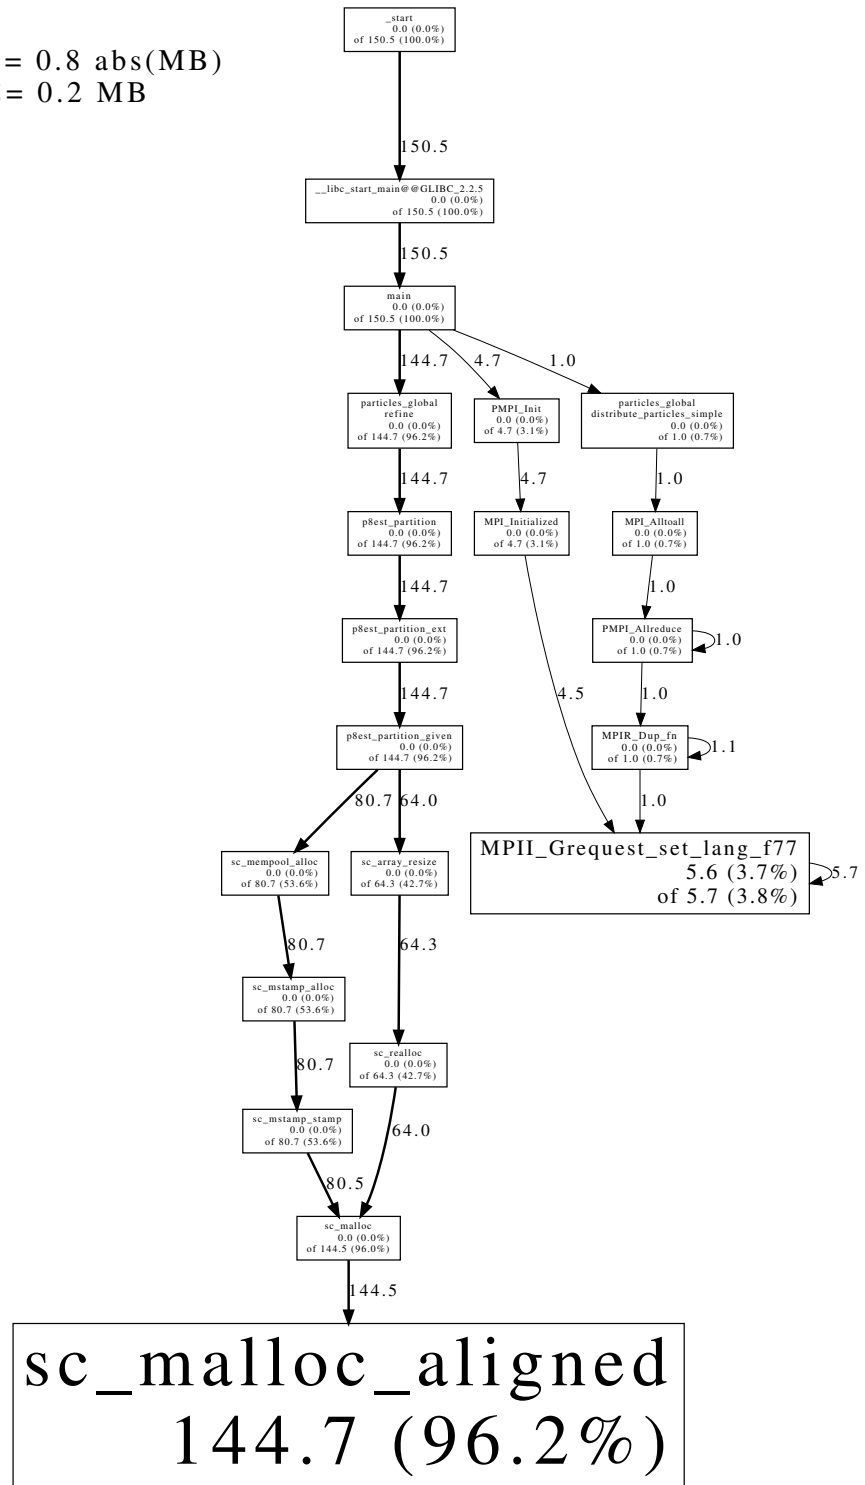 _start
0.0 (0.0%)
of 150.5 (100.0%)
= 0.8 abs(MB)
= 0.2 MB
150.5
__libc_start_main@@GLIBC_2.2.5
0.0 (0.0%)
of 150.5 (100.0%)
150.5
main
0.0 (0.0%)
of 150.5 (100.0%)
144.7
4.7
1.0
particles_global
refine
0.0 (0.0%)
of 144.7 (96.2%)
PMPI_Init
0.0 (0.0%)
of 4.7 (3.1%)
particles_global
distribute_particles_simple
0.0 (0.0%)
of 1.0 (0.7%)
144.7
4.7
1.0
p8est_partition
0.0 (0.0%)
of 144.7 (96.2%)
MPI_Initialized
0.0 (0.0%)
of 4.7 (3.1%)
MPI_Alltoall
0.0 (0.0%)
of 1.0 (0.7%)
144.7
1.0
p8est_partition_ext
0.0 (0.0%)
of 144.7 (96.2%)
PMPI_Allreduce
0.0 (0.0%)
of 1.0 (0.7%)
1.0
144.7
4.5
1.0
p8est_partition_given
0.0 (0.0%)
of 144.7 (96.2%)
MPIR_Dup_fn
0.0 (0.0%)
of 1.0 (0.7%)
1.1
80.7
64.0
1.0
sc_mempool_alloc
0.0 (0.0%)
of 80.7 (53.6%)
sc_array_resize
0.0 (0.0%)
of 64.3 (42.7%)
MPII_Grequest_set_lang_f77
5.6 (3.7%)
of 5.7 (3.8%)
5.7
80.7
64.3
sc_mstamp_alloc
0.0 (0.0%)
of 80.7 (53.6%)
80.7
sc_realloc
0.0 (0.0%)
of 64.3 (42.7%)
sc_mstamp_stamp
0.0 (0.0%)
of 80.7 (53.6%)
64.0
80.5
sc_malloc
0.0 (0.0%)
of 144.5 (96.0%)
144.5
sc_malloc_aligned
144.7 (96.2%)